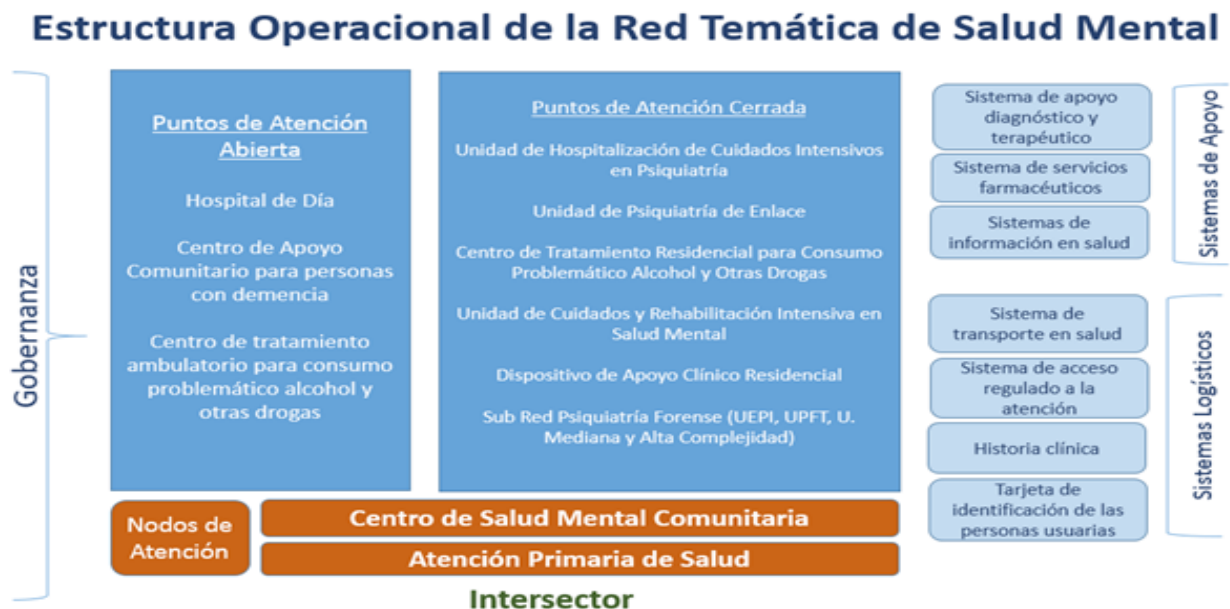 Estructura Operacional de la Red Temática de Salud Mental
Gobernanza
Puntos de Atención
Abierta
Hospital de Día
Centro de Apoyo
Comunitario para personas
con demencia
Centro de tratamiento
ambulatorio para consumo
problemático alcohol y
otras drogas
Puntos de Atención Cerrada
Unidad de Hospitalización de Cuidados Intensivos
en Psiquiatría
Unidad de Psiquiatría de Enlace
Centro de Tratamiento Residencial para Consumo
Problemático Alcohol y Otras Drogas
Unidad de Cuidados y Rehabilitación Intensiva en
Salud Mental
Dispositivo de Apoyo Clínico Residencial
Sub Red Psiquiatría Forense (UEPI, UPFT, U.
Mediana y Alta Complejidad)
Sistema de apoyo
diagnóstico y
terapéutico
Sistema de servicios
farmacéuticos
Sistemas de
información en salud
Sistemas de Apoyo
Sistema de
transporte en salud
Sistema de acceso
regulado a la
atención
Historia clínica
Tarjeta de
identificación de las
personas usuarias
Sistemas Logísticos
Nodos de
Atención
Centro de Salud Mental Comunitaria
Atención Primaria de Salud
Intersector